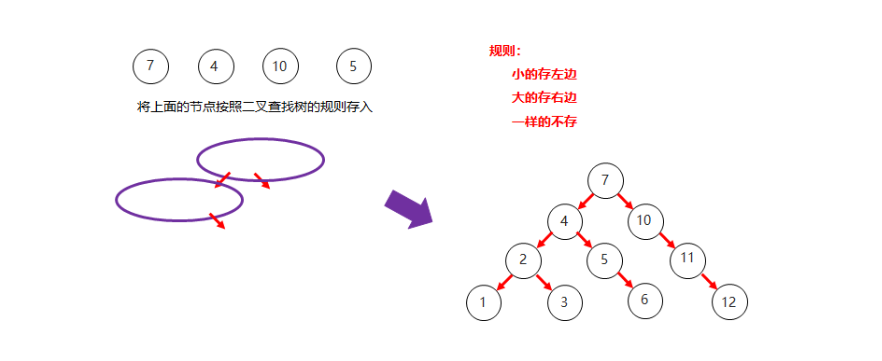 7 4 10 5
将上面的节点按照二叉查找树的规则存入
规则：
小的存左边
大的存右边
一样的不存
7
4 10
2 5 11
1 3 6 12